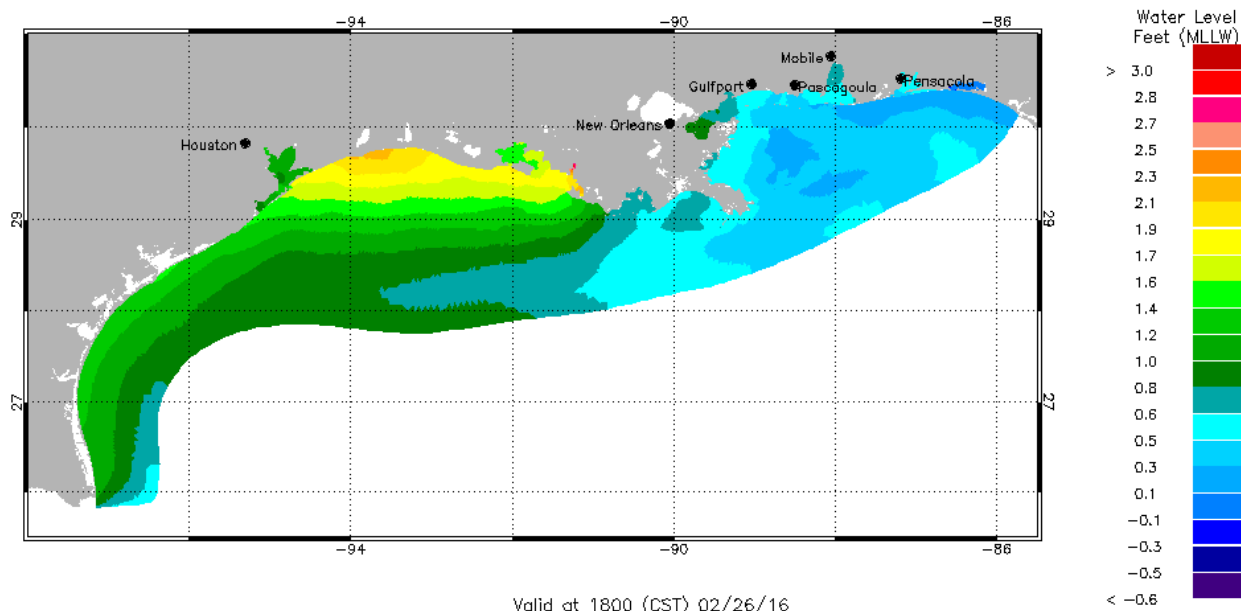 -94 -90 -86
Water Level
Feet (MLLW)
> 3.0
2.8
2.7
2.5
2.3
2.1
1.9
1.7
1.6
1.4
1.2
1.0
0.8
0.6
0.5
0.3
0.1
-0.1
-0.3
-0.5
< -0.6
Mobile
Gulfport
Pascagoula
Pensacola
New Orleans
Houston
29 29
27 27
-94 -90 -86
Valid at 1800 (CST) 02/26/16